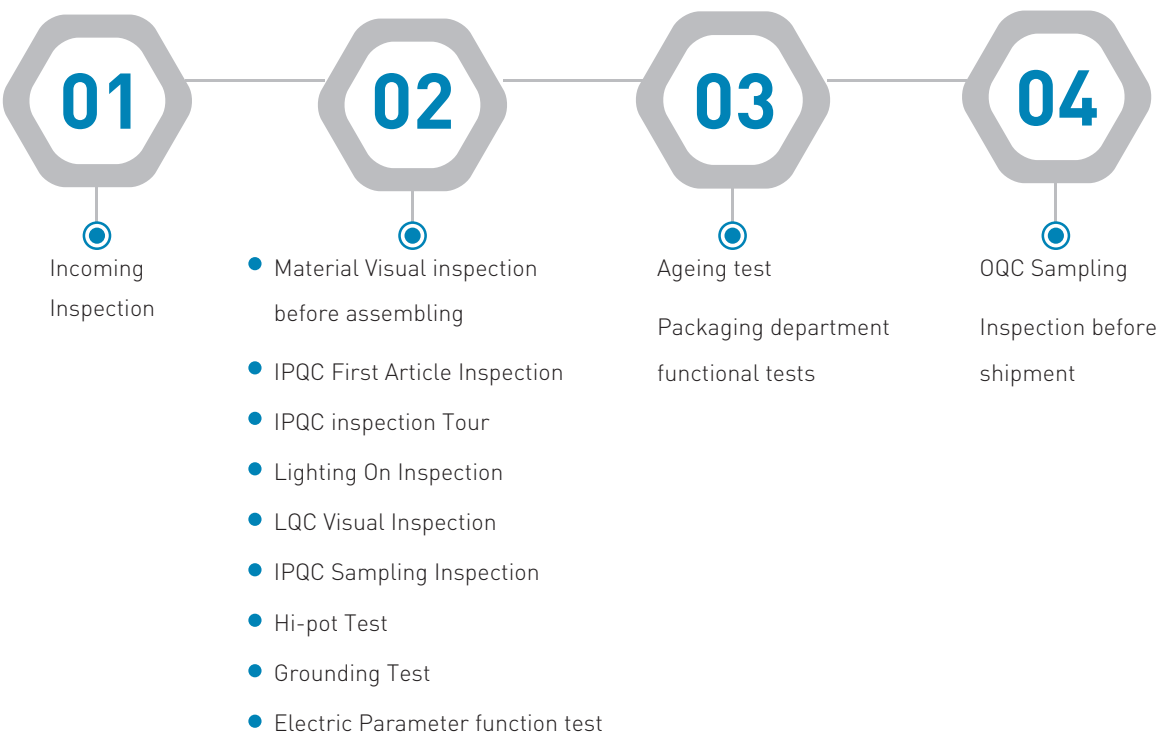 01
02
03
04
Incoming
Inspection
Material Visual inspection
before assembling
IPQC First Article Inspection
IPQC inspection Tour
Lighting On Inspection
LQC Visual Inspection
IPQC Sampling Inspection
Hi-pot Test
Grounding Test
Electric Parameter function test
Ageing test
Packaging department
functional tests
OQC Sampling
Inspection before
shipment